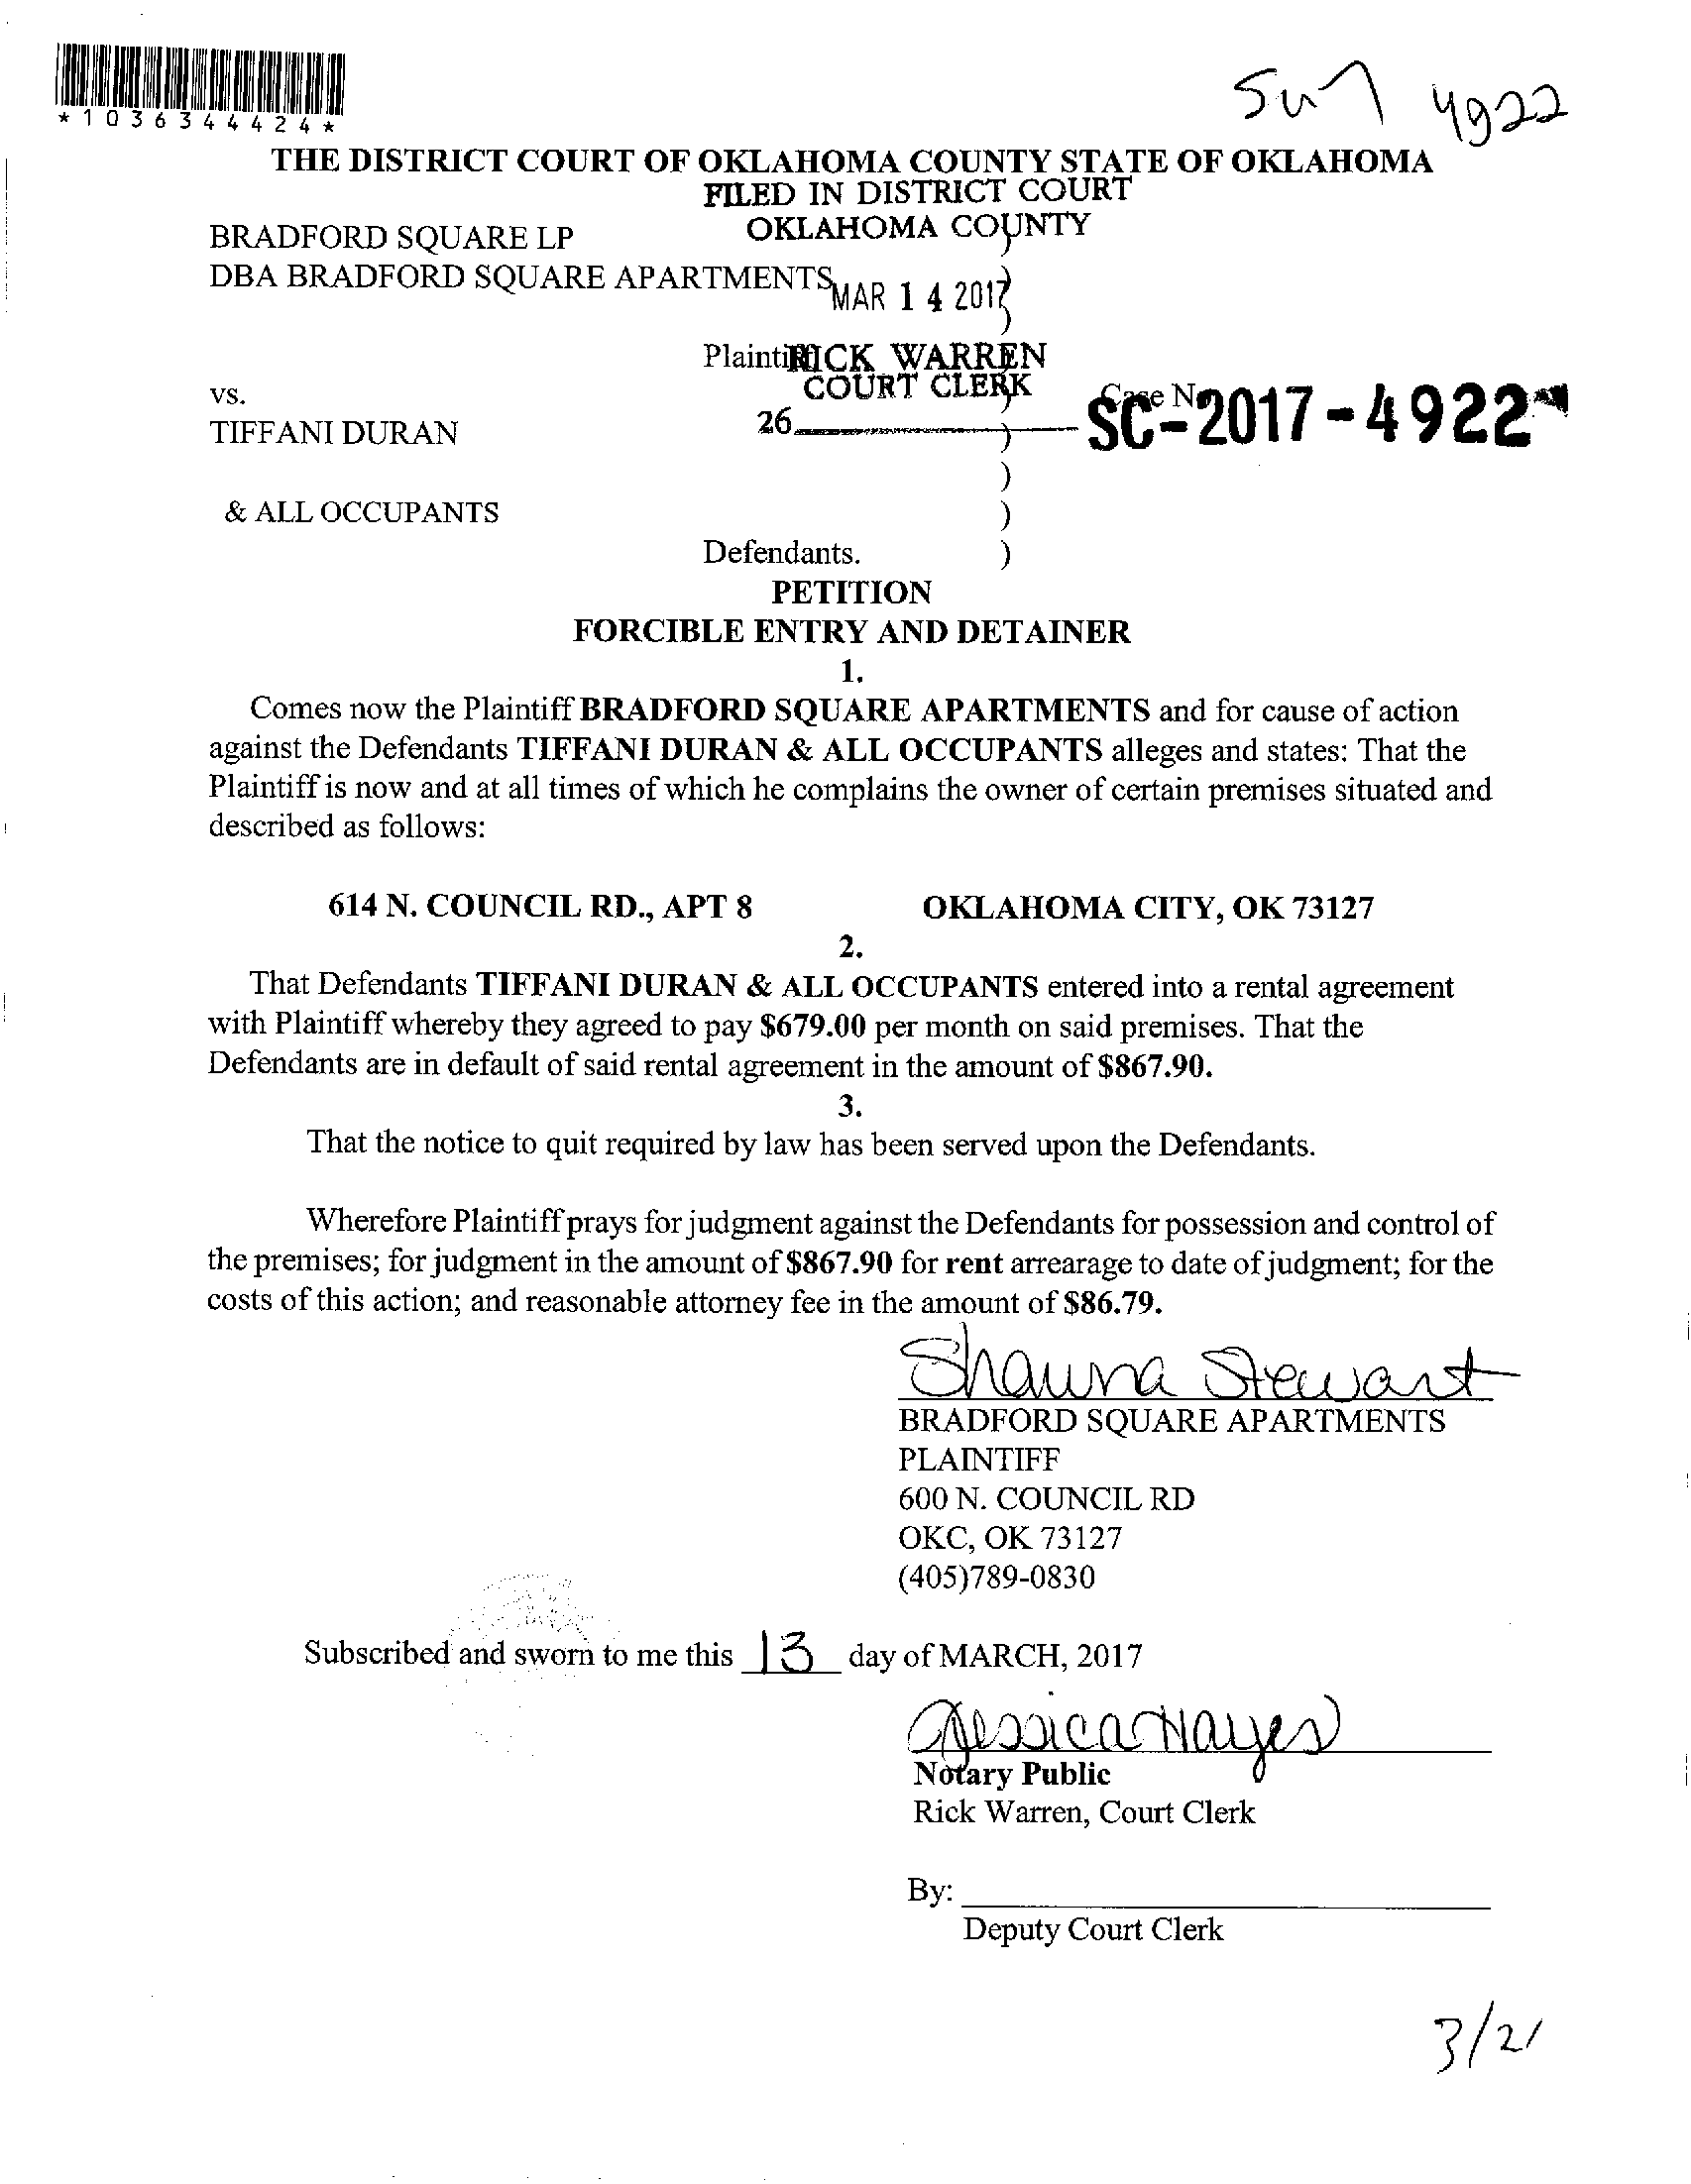 *1036344424*
4922
THE DISTRICT COURT OF OKLAHOMA COUNTY STATE OF OKLAHOMA
FILED IN DISTRICT COURT
OKLAHOMA COUNTY
BRADFORD SQUARE LP )
DBA BRADFORD SQUARE APARTMENTS )
MAR 14 2017
)
Plaintiff )
RICK WARREN
COURT CLERK
vs. )
Case No
SC-2017-4922
26
TIFFANI DURAN )
)
& ALL OCCUPANTS )
Defendants. )
PETITION
FORCIBLE ENTRY AND DETAINER
1.
Comes now the Plaintiff BRADFORD SQUARE APARTMENTS and for cause of action
against the Defendants TIFFANI DURAN & ALL OCCUPANTS alleges and states: That the
Plaintiff is now and at all times of which he complains the owner of certain premises situated and
described as follows:
614 N. COUNCIL RD., APT 8 OKLAHOMA CITY, OK 73127
2.
That Defendants TIFFANI DURAN & ALL OCCUPANTS entered into a rental agreement
with Plaintiff whereby they agreed to pay $679.00 per month on said premises. That the
Defendants are in default of said rental agreement in the amount of $867.90.
3.
That the notice to quit required by law has been served upon the Defendants.
Wherefore Plaintiff prays for judgment against the Defendants for possession and control of
the premises; for judgment in the amount of $867.90 for rent arrearage to date of judgment; for the
costs of this action; and reasonable attorney fee in the amount of $86.79.
Shauna Stewart
BRADFORD SQUARE APARTMENTS
PLAINTIFF
600 N. COUNCIL RD
OKC, OK 73127
(405)789-0830
Subscribed and sworn to me this 13 day of MARCH, 2017
Jessica Hayes
Notary Public
Rick Warren, Court Clerk
By:
Deputy Court Clerk
3/21